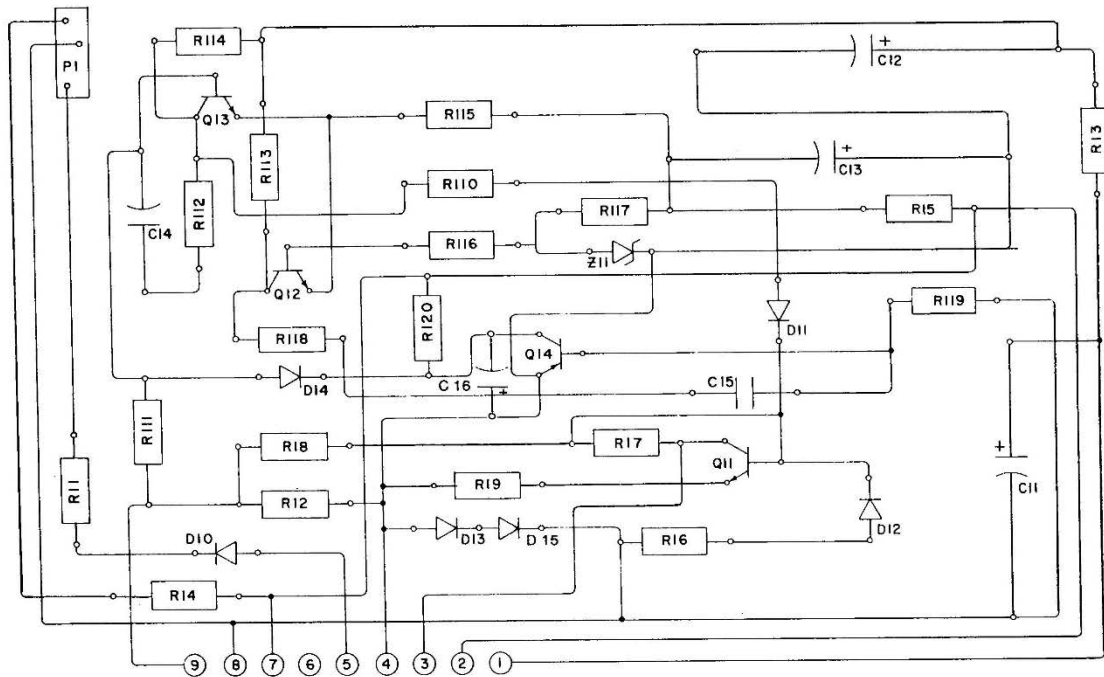 P1
R114
+
C12
Q13
R115
R13
R113
+
C13
R110
R112
R117
R15
C14
R116
Z11
Q12
R119
R120
D11
R118
Q14
D14
C 16
+
C15
R111
R18
R17
Q11
+
C11
R11
R12
R19
D13
D 15
D12
D10
R16
R14
9 8 7 6 5 4 3 2 1